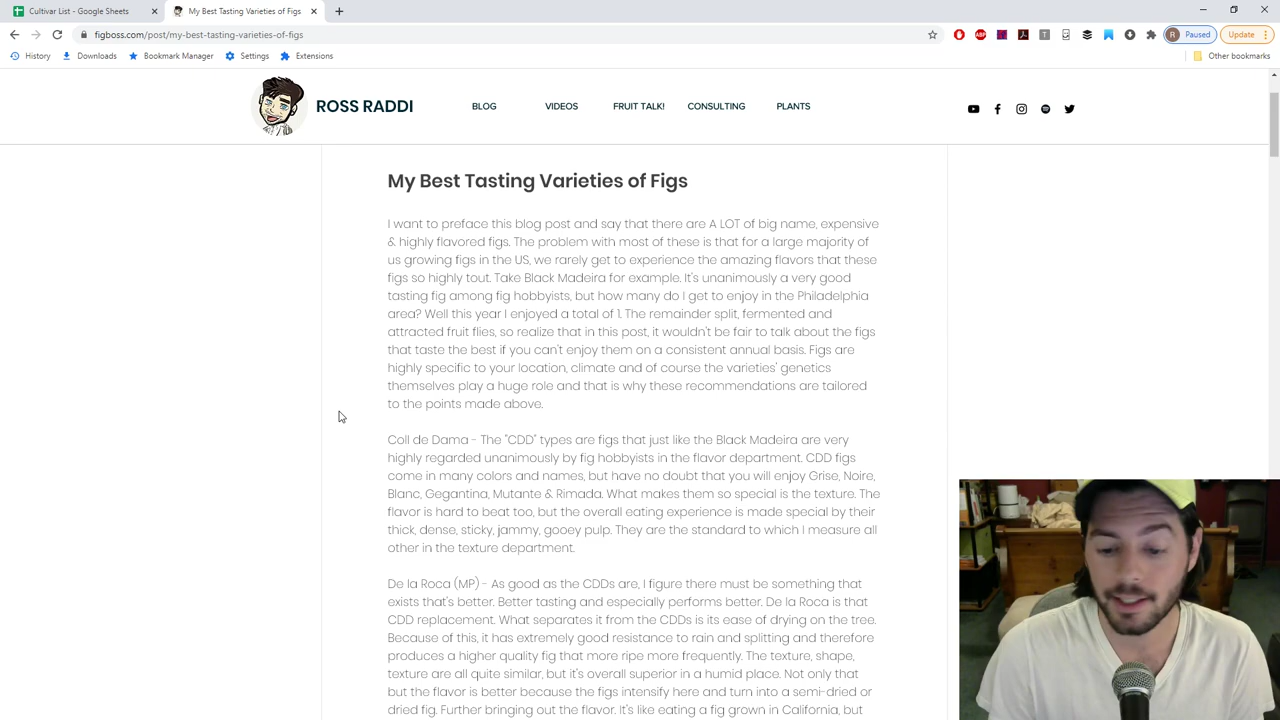 Cultivar List - Google Sheets
My Best Tasting Varieties of Figs
figboss.com/post/my-best-tasting-varieties-of-figs
ABP
T
R Paused
Update
History
Downloads
Bookmark Manager
Settings
Extensions
Other bookmarks
ROSS RADDI
BLOG
VIDEOS
FRUIT TALK!
CONSULTING
PLANTS
My Best Tasting Varieties of Figs
I want to preface this blog post and say that there are A LOT of big name, expensive
& highly flavored figs. The problem with most of these is that for a large majority of
us growing figs in the US, we rarely get to experience the amazing flavors that these
figs so highly tout. Take Black Madeira for example. It's unanimously a very good
tasting fig among fig hobbyists, but how many do I get to enjoy in the Philadelphia
area? Well this year I enjoyed a total of 1. The remainder split, fermented and
attracted fruit flies, so realize that in this post, it wouldn't be fair to talk about the figs
that taste the best if you can't enjoy them on a consistent annual basis. Figs are
highly specific to your location, climate and of course the varieties' genetics
themselves play a huge role and that is why these recommendations are tailored
to the points made above.
Coll de Dama - The "CDD" types are figs that just like the Black Madeira are very
highly regarded unanimously by fig hobbyists in the flavor department. CDD figs
come in many colors and names, but have no doubt that you will enjoy Grise, Noire,
Blanc, Gegantina, Mutante & Rimada. What makes them so special is the texture. The
flavor is hard to beat too, but the overall eating experience is made special by their
thick, dense, sticky, jammy, gooey pulp. They are the standard to which I measure all
other in the texture department.
De la Roca (MP) - As good as the CDDs are, I figure there must be something that
exists that's better. Better tasting and especially performs better. De la Roca is that
CDD replacement. What separates it from the CDDs is its ease of drying on the tree.
Because of this, it has extremely good resistance to rain and splitting and therefore
produces a higher quality fig that more ripe more frequently. The texture, shape,
texture are all quite similar, but it's overall superior in a humid place. Not only that
but the flavor is better because the figs intensify here and turn into a semi-dried or
dried fig. Further bringing out the flavor. It's like eating a fig grown in California, but